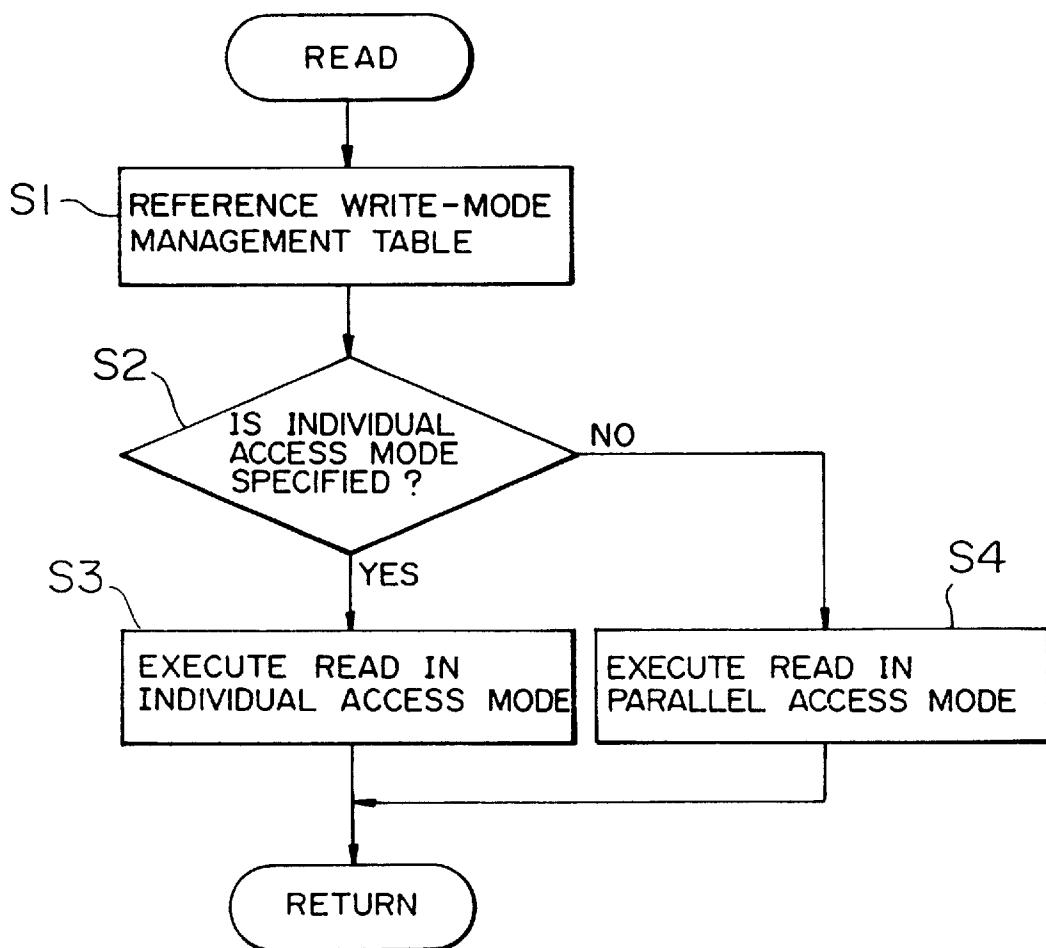 READ
S1
REFERENCE WRITE-MODE
MANAGEMENT TABLE
S2
IS INDIVIDUAL
ACCESS MODE
SPECIFIED ?
NO
YES
S3
EXECUTE READ IN
INDIVIDUAL ACCESS MODE
S4
EXECUTE READ IN
PARALLEL ACCESS MODE
RETURN